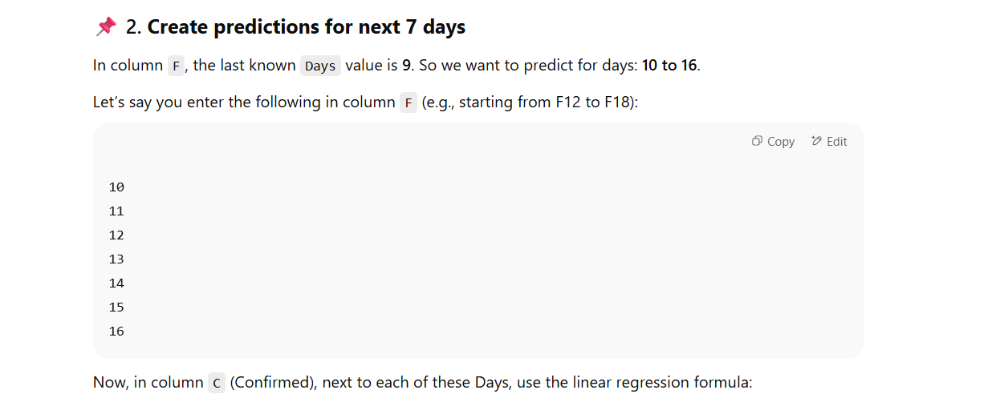 📌 2. Create predictions for next 7 days
In column F, the last known Days value is 9. So we want to predict for days: 10 to 16.
Let’s say you enter the following in column F (e.g., starting from F12 to F18):
Copy Edit
10
11
12
13
14
15
16
Now, in column C (Confirmed), next to each of these Days, use the linear regression formula: